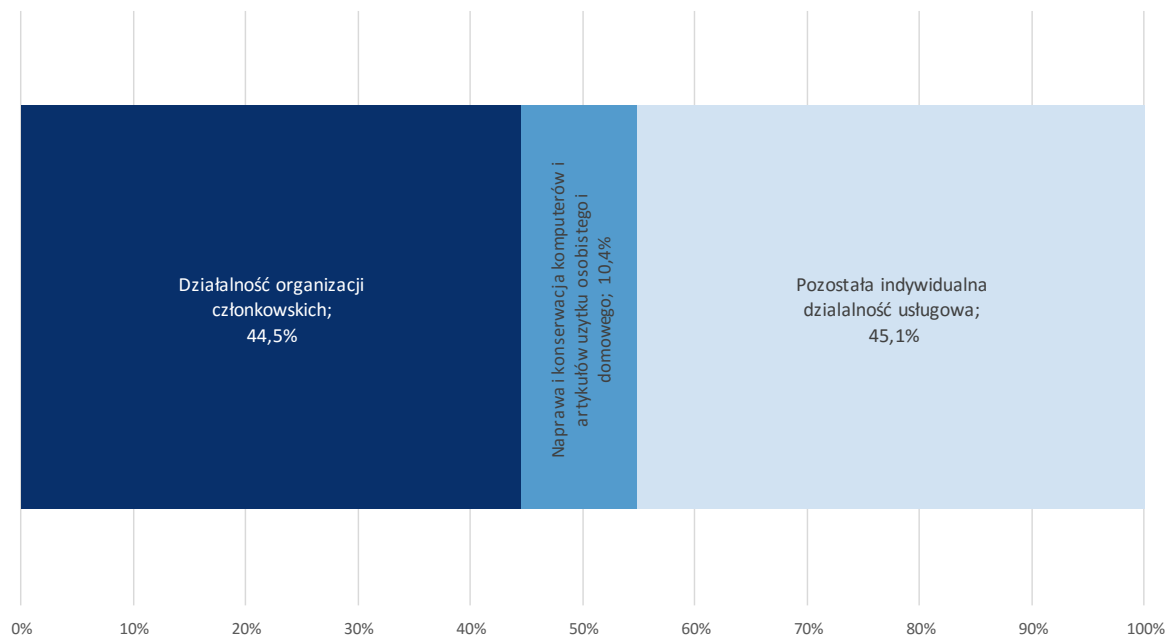 Działalność organizacji
członkowskich;
44,5%
Naprawa i konserwacja komputerów i
artykułów uzytku osobistego i
domowego; 10,4%
Pozostała indywidualna
dzialalność usługowa;
45,1%
0%
10%
20%
30%
40%
50%
60%
70%
80%
90%
100%